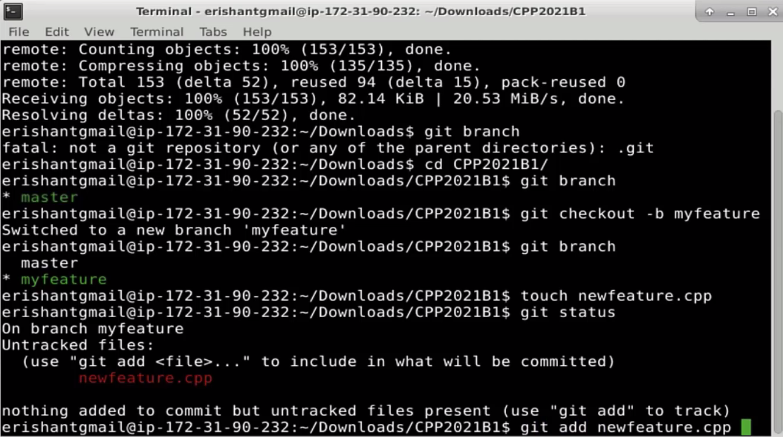 Terminal - erishantgmail@ip-172-31-90-232: ~/Downloads/CPP2021B1
File Edit View Terminal Tabs Help
remote: Counting objects: 100% (153/153), done.
remote: Compressing objects: 100% (135/135), done.
remote: Total 153 (delta 52), reused 94 (delta 15), pack-reused 0
Receiving objects: 100% (153/153), 82.14 KiB | 20.53 MiB/s, done.
Resolving deltas: 100% (52/52), done.
erishantgmail@ip-172-31-90-232:~/Downloads$ git branch
fatal: not a git repository (or any of the parent directories): .git
erishantgmail@ip-172-31-90-232:~/Downloads$ cd CPP2021B1/
erishantgmail@ip-172-31-90-232:~/Downloads/CPP2021B1$ git branch
* master
erishantgmail@ip-172-31-90-232:~/Downloads/CPP2021B1$ git checkout -b myfeature
Switched to a new branch 'myfeature'
erishantgmail@ip-172-31-90-232:~/Downloads/CPP2021B1$ git branch
  master
* myfeature
erishantgmail@ip-172-31-90-232:~/Downloads/CPP2021B1$ touch newfeature.cpp
erishantgmail@ip-172-31-90-232:~/Downloads/CPP2021B1$ git status
On branch myfeature
Untracked files:
  (use "git add <file>..." to include in what will be committed)
        newfeature.cpp
nothing added to commit but untracked files present (use "git add" to track)
erishantgmail@ip-172-31-90-232:~/Downloads/CPP2021B1$ git add newfeature.cpp